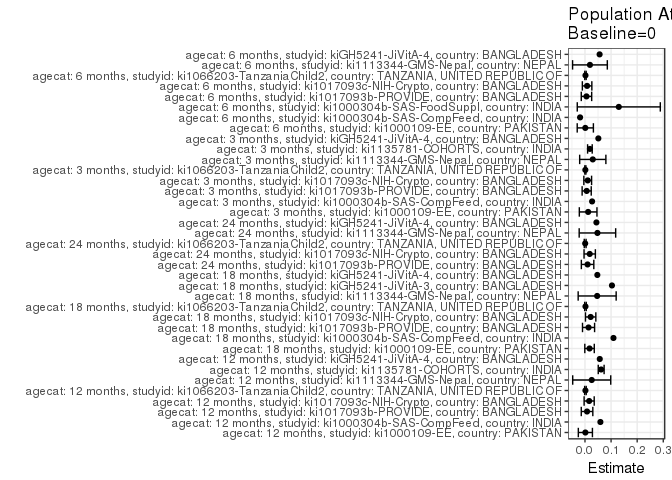 Population At
Baseline=0
agecat: 6 months, studyid: kiGH5241-JiVitA-4, country: BANGLADESH
agecat: 6 months, studyid: ki1113344-GMS-Nepal, country: NEPAL
agecat: 6 months, studyid: ki1066203-TanzaniaChild2, country: TANZANIA, UNITED REPUBLIC OF
agecat: 6 months, studyid: ki1017093c-NIH-Crypto, country: BANGLADESH
agecat: 6 months, studyid: ki1017093b-PROVIDE, country: BANGLADESH
agecat: 6 months, studyid: ki1000304b-SAS-FoodSuppl, country: INDIA
agecat: 6 months, studyid: ki1000304b-SAS-CompFeed, country: INDIA
agecat: 6 months, studyid: ki1000109-EE, country: PAKISTAN
agecat: 3 months, studyid: kiGH5241-JiVitA-4, country: BANGLADESH
agecat: 3 months, studyid: ki1135781-COHORTS, country: INDIA
agecat: 3 months, studyid: ki1113344-GMS-Nepal, country: NEPAL
agecat: 3 months, studyid: ki1066203-TanzaniaChild2, country: TANZANIA, UNITED REPUBLIC OF
agecat: 3 months, studyid: ki1017093c-NIH-Crypto, country: BANGLADESH
agecat: 3 months, studyid: ki1017093b-PROVIDE, country: BANGLADESH
agecat: 3 months, studyid: ki1000304b-SAS-CompFeed, country: INDIA
agecat: 3 months, studyid: ki1000109-EE, country: PAKISTAN
agecat: 24 months, studyid: kiGH5241-JiVitA-4, country: BANGLADESH
agecat: 24 months, studyid: ki1113344-GMS-Nepal, country: NEPAL
agecat: 24 months, studyid: ki1066203-TanzaniaChild2, country: TANZANIA, UNITED REPUBLIC OF
agecat: 24 months, studyid: ki1017093c-NIH-Crypto, country: BANGLADESH
agecat: 24 months, studyid: ki1017093b-PROVIDE, country: BANGLADESH
agecat: 18 months, studyid: kiGH5241-JiVitA-4, country: BANGLADESH
agecat: 18 months, studyid: kiGH5241-JiVitA-3, country: BANGLADESH
agecat: 18 months, studyid: ki1113344-GMS-Nepal, country: NEPAL
agecat: 18 months, studyid: ki1066203-TanzaniaChild2, country: TANZANIA, UNITED REPUBLIC OF
agecat: 18 months, studyid: ki1017093c-NIH-Crypto, country: BANGLADESH
agecat: 18 months, studyid: ki1017093b-PROVIDE, country: BANGLADESH
agecat: 18 months, studyid: ki1000304b-SAS-CompFeed, country: INDIA
agecat: 18 months, studyid: ki1000109-EE, country: PAKISTAN
agecat: 12 months, studyid: kiGH5241-JiVitA-4, country: BANGLADESH
agecat: 12 months, studyid: ki1135781-COHORTS, country: INDIA
agecat: 12 months, studyid: ki1113344-GMS-Nepal, country: NEPAL
agecat: 12 months, studyid: ki1066203-TanzaniaChild2, country: TANZANIA, UNITED REPUBLIC OF
agecat: 12 months, studyid: ki1017093c-NIH-Crypto, country: BANGLADESH
agecat: 12 months, studyid: ki1017093b-PROVIDE, country: BANGLADESH
agecat: 12 months, studyid: ki1000304b-SAS-CompFeed, country: INDIA
agecat: 12 months, studyid: ki1000109-EE, country: PAKISTAN
0.0 0.1 0.2 0.3
Estimate